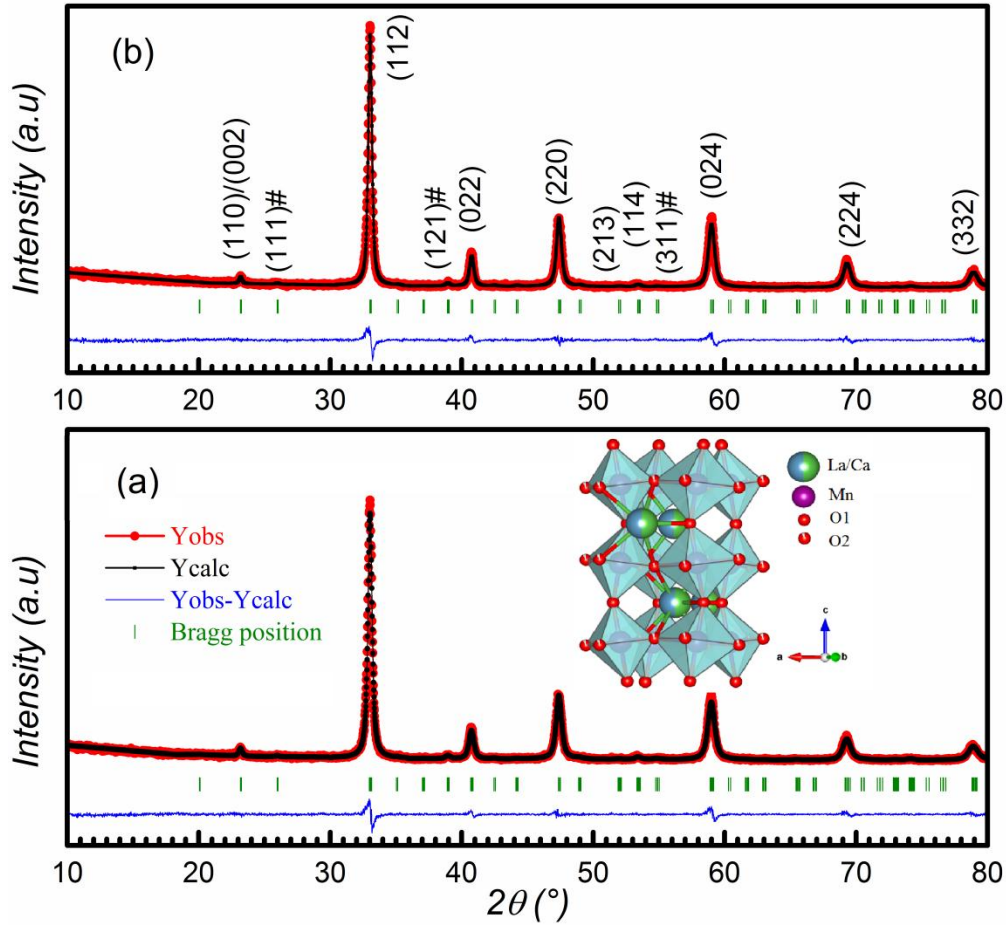 (b)
Intensity (a.u)
(110)/(002)
(111)#
(112)
(121)#
(022)
(220)
(213)
(114)
(311)#
(024)
(224)
(332)
10 20 30 40 50 60 70 80
(a)
Intensity (a.u)
Yobs
Ycalc
Yobs-Ycalc
Bragg position
La/Ca
Mn
O1
O2
c
a
b
10 20 30 40 50 60 70 80
2θ (°)